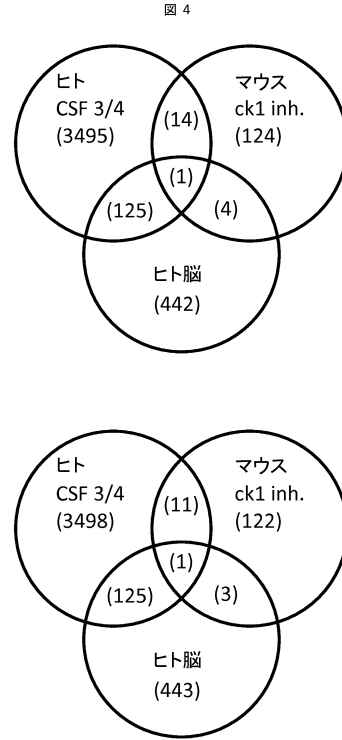 図 4
ヒト
CSF 3/4
(3495)
(14)
マウス
ck1 inh.
(124)
(1)
(125)
(4)
ヒト脳
(442)
ヒト
CSF 3/4
(3498)
(11)
マウス
ck1 inh.
(122)
(1)
(125)
(3)
ヒト脳
(443)